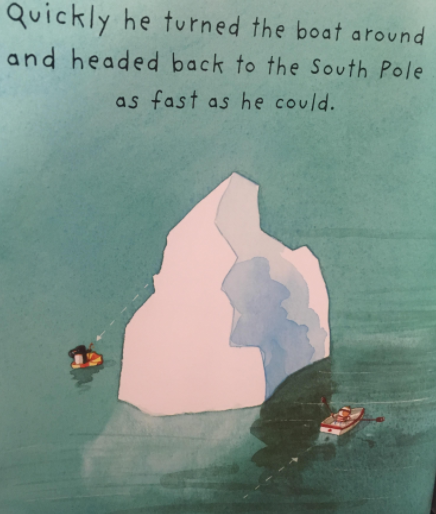 Quickly he turned the boat around
and headed back to the South Pole
as fast as he could.